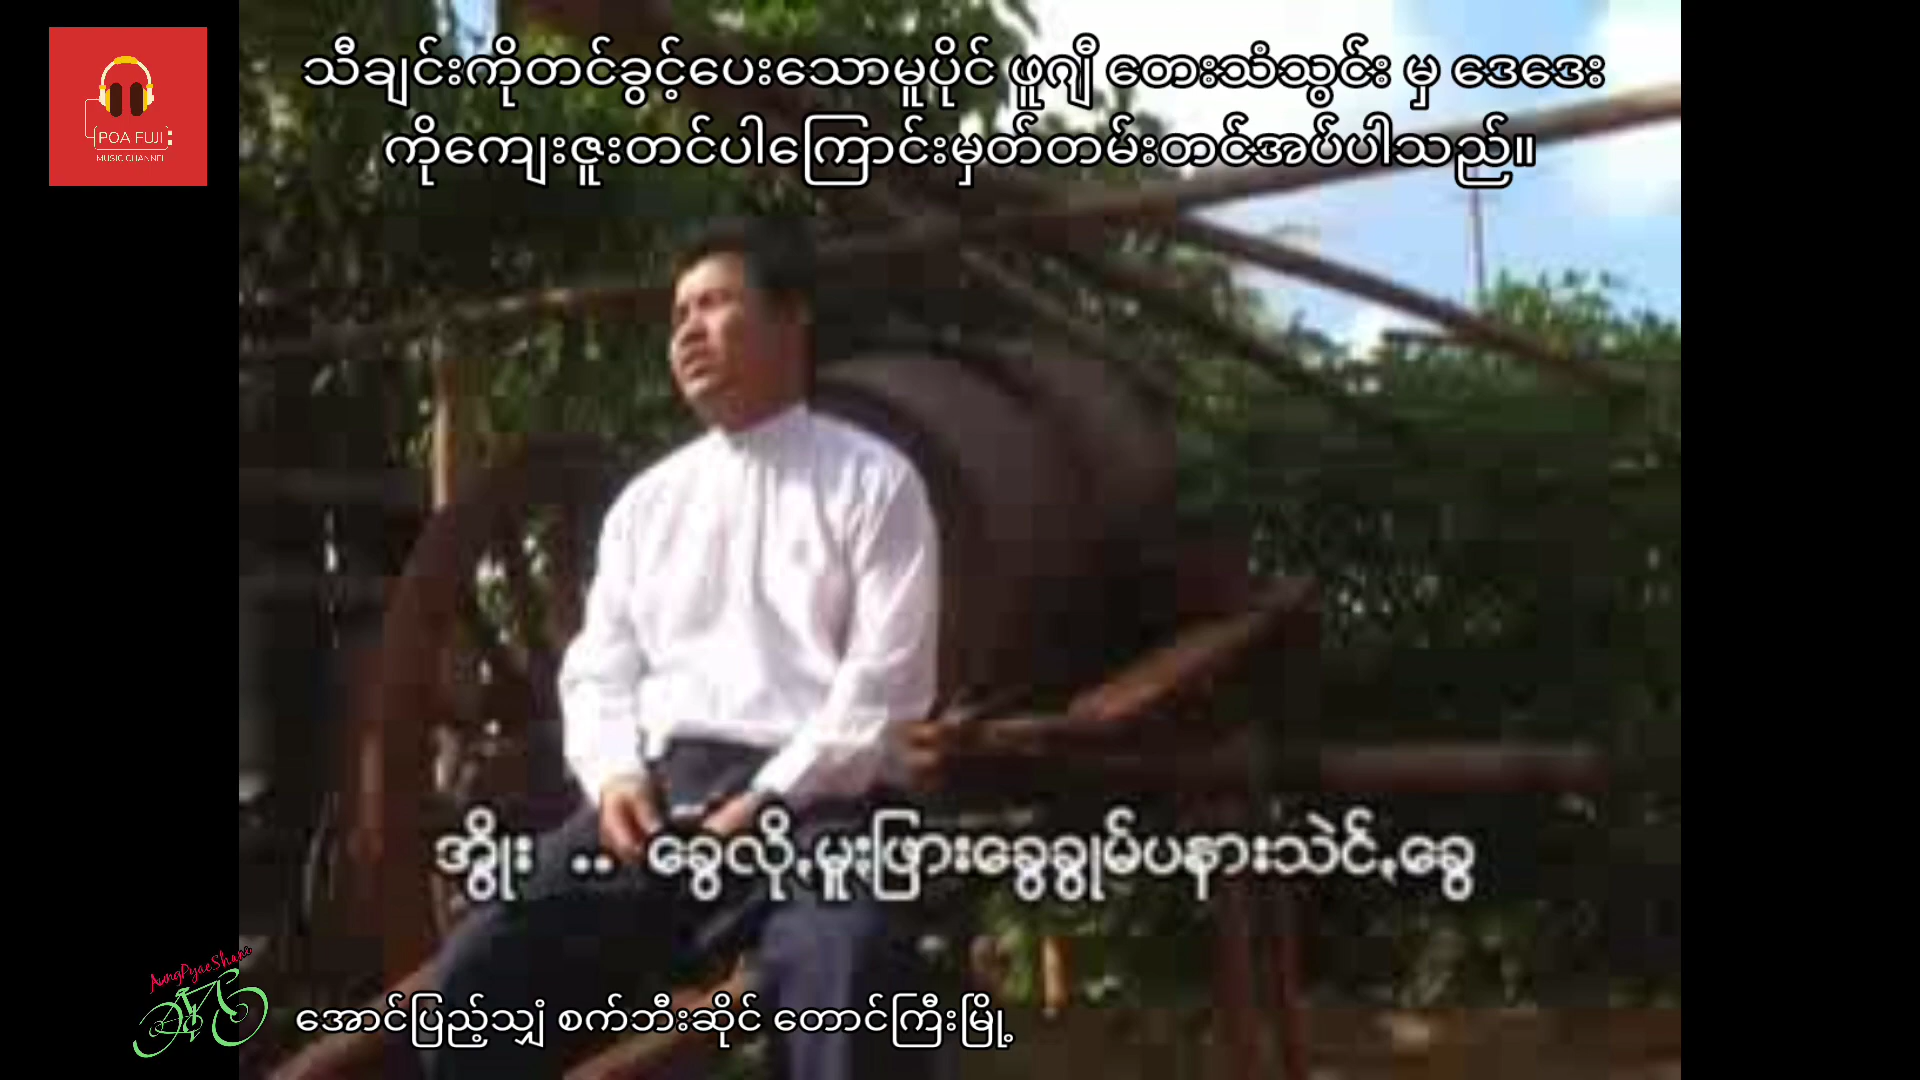 သီချင်းကိုတင်ခွင့်ပေးသောမူပိုင် ဖူဂျီ တေးသံသွင်း မှ ဒေဒေး
ကိုကျေးဇူးတင်ပါကြောင်းမှတ်တမ်းတင်အပ်ပါသည်။
POA FUJI
MUSIC CHANNEL
အွိုး .. ခွေလို,မူးဖြားခွေခွုမ်ပနားသဲင်,ခွေ
AungPyaeShan
အောင်ပြည့်သျှံ စက်ဘီးဆိုင် တောင်ကြီးမြို့